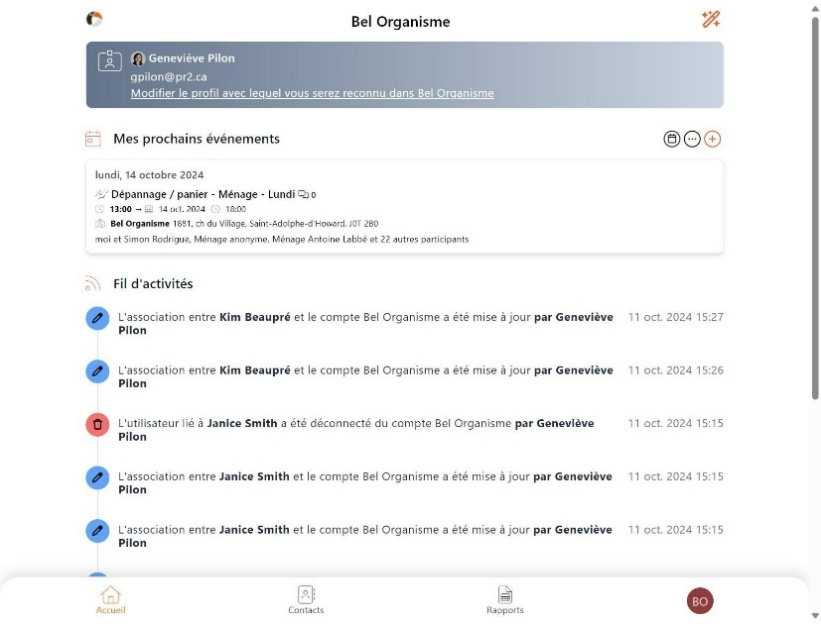 Bel Organisme
Geneviève Pilon
gpilon@pr2.ca
Modifier le profil avec lequel vous serez reconnu dans Bel Organisme
Mes prochains événements
lundi, 14 octobre 2024
Dépannage / panier - Ménage - Lundi 0
13:00 → 14 oct. 2024 18:00
Bel Organisme 1881, ch du Village, Saint-Adolphe-d'Howard, J0T 2B0
moi et Simon Rodrigue, Ménage anonyme, Ménage Antoine Labbé et 22 autres participants
Fil d'activités
L'association entre Kim Beaupré et le compte Bel Organisme a été mise à jour par Geneviève 11 oct. 2024 15:27
Pilon
L'association entre Kim Beaupré et le compte Bel Organisme a été mise à jour par Geneviève 11 oct. 2024 15:26
Pilon
L'utilisateur lié à Janice Smith a été déconnecté du compte Bel Organisme par Geneviève 11 oct. 2024 15:15
Pilon
L'association entre Janice Smith et le compte Bel Organisme a été mise à jour par Geneviève 11 oct. 2024 15:15
Pilon
L'association entre Janice Smith et le compte Bel Organisme a été mise à jour par Geneviève 11 oct. 2024 15:15
Pilon
Accueil Contacts Rapports BO